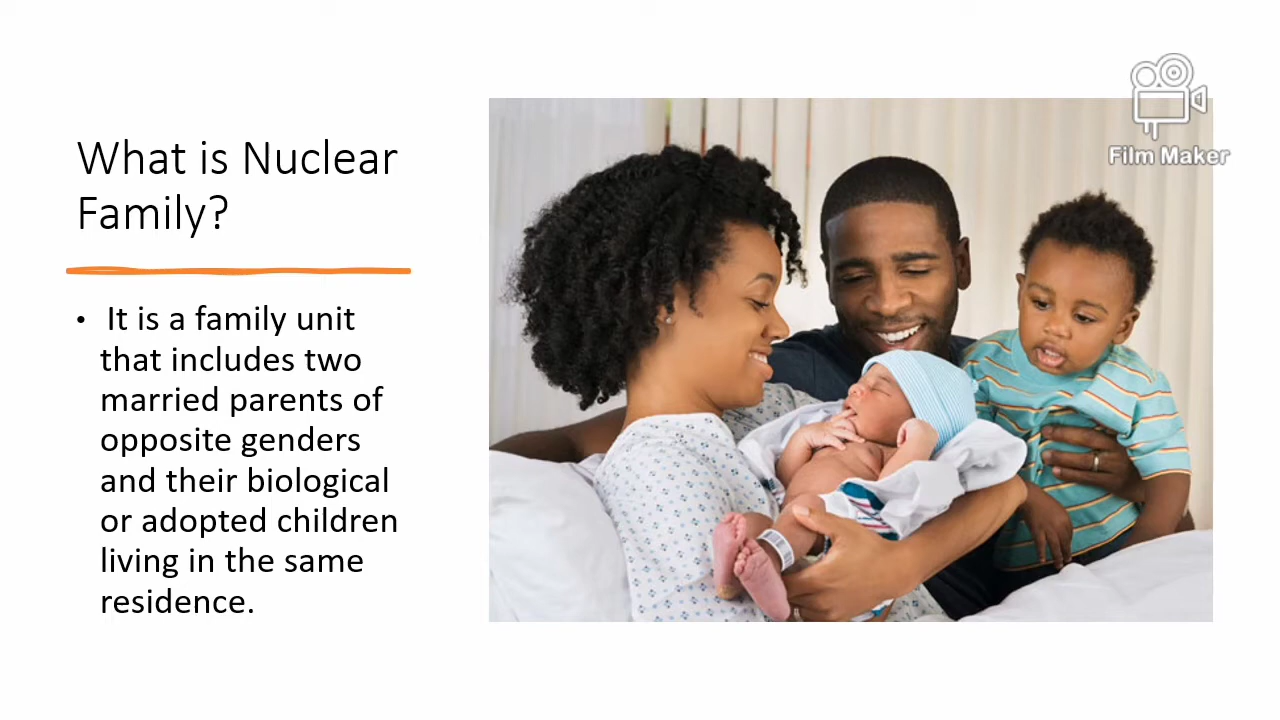 What is Nuclear
Family?
• It is a family unit
that includes two
married parents of
opposite genders
and their biological
or adopted children
living in the same
residence.
Film Maker